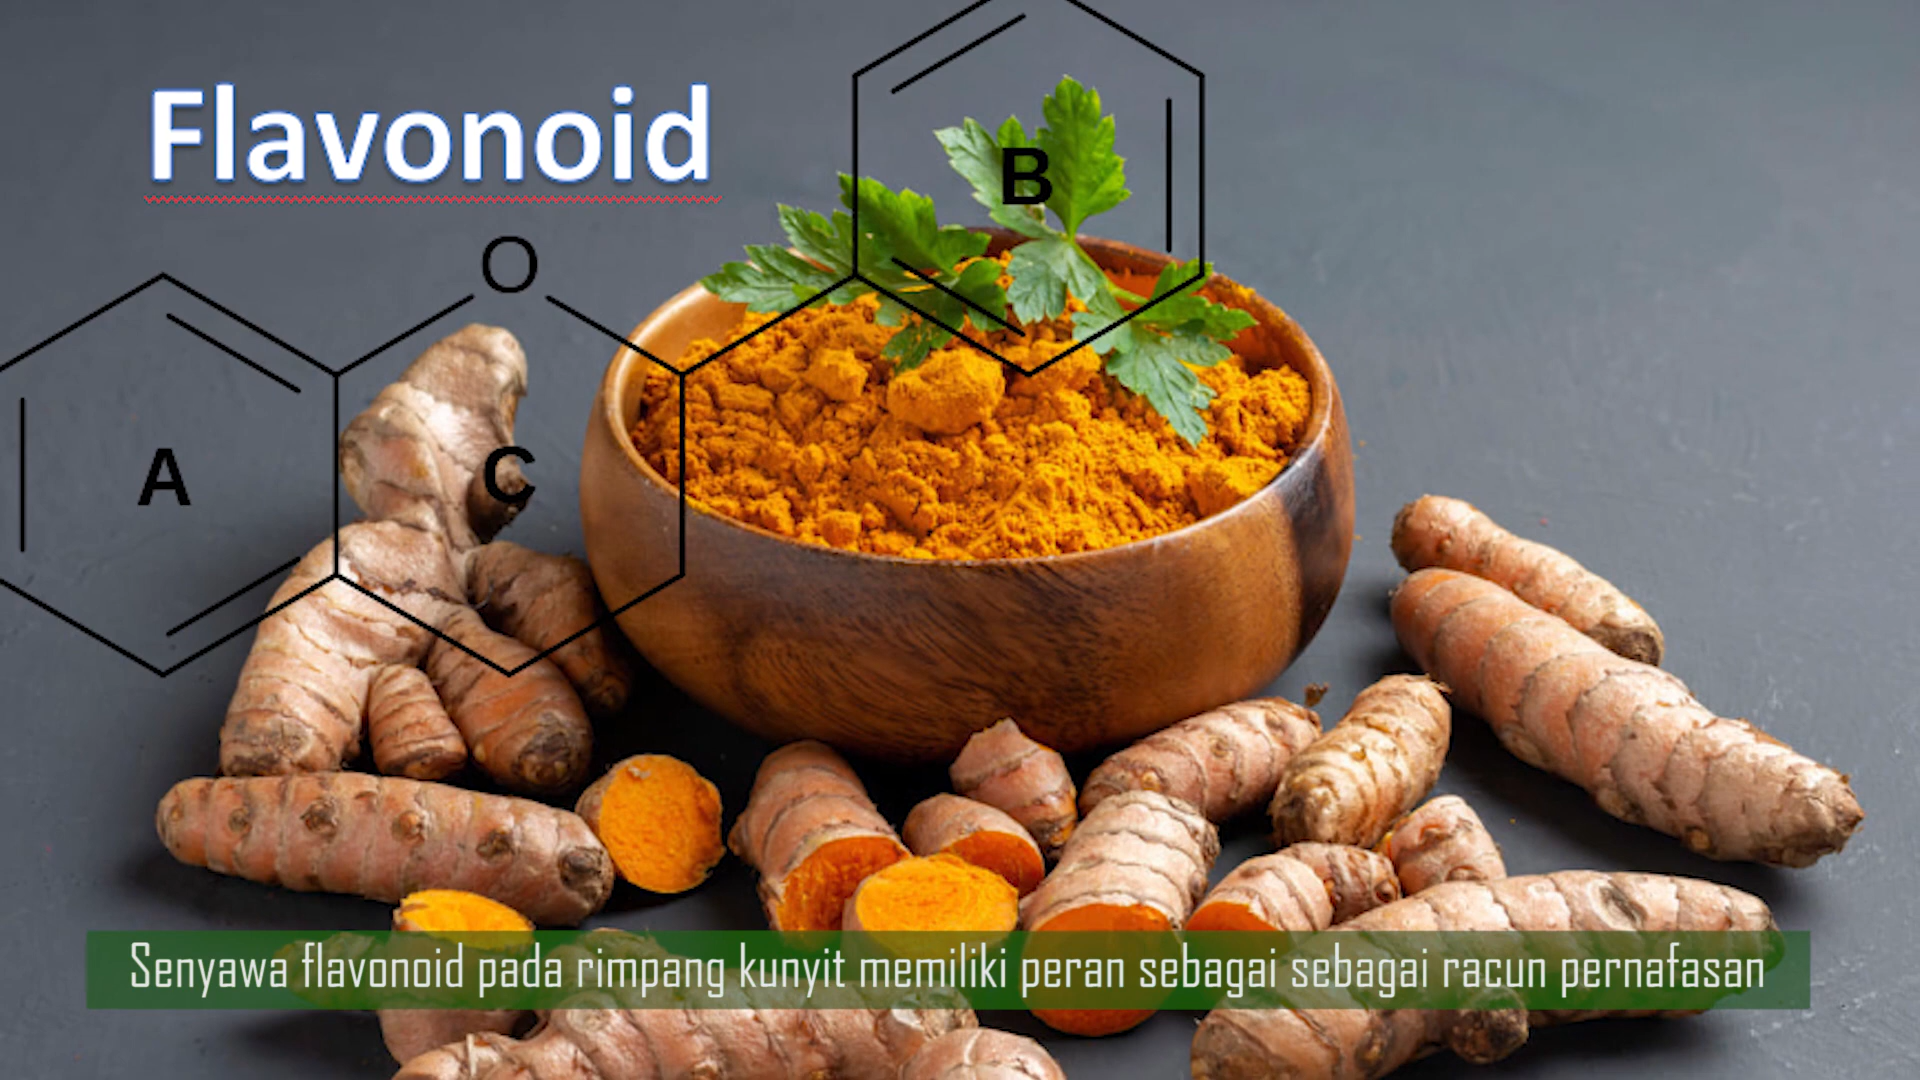 Flavonoid
B
O
A
C
Senyawa flavonoid pada rimpang kunyit memiliki peran sebagai sebagai racun pernafasan